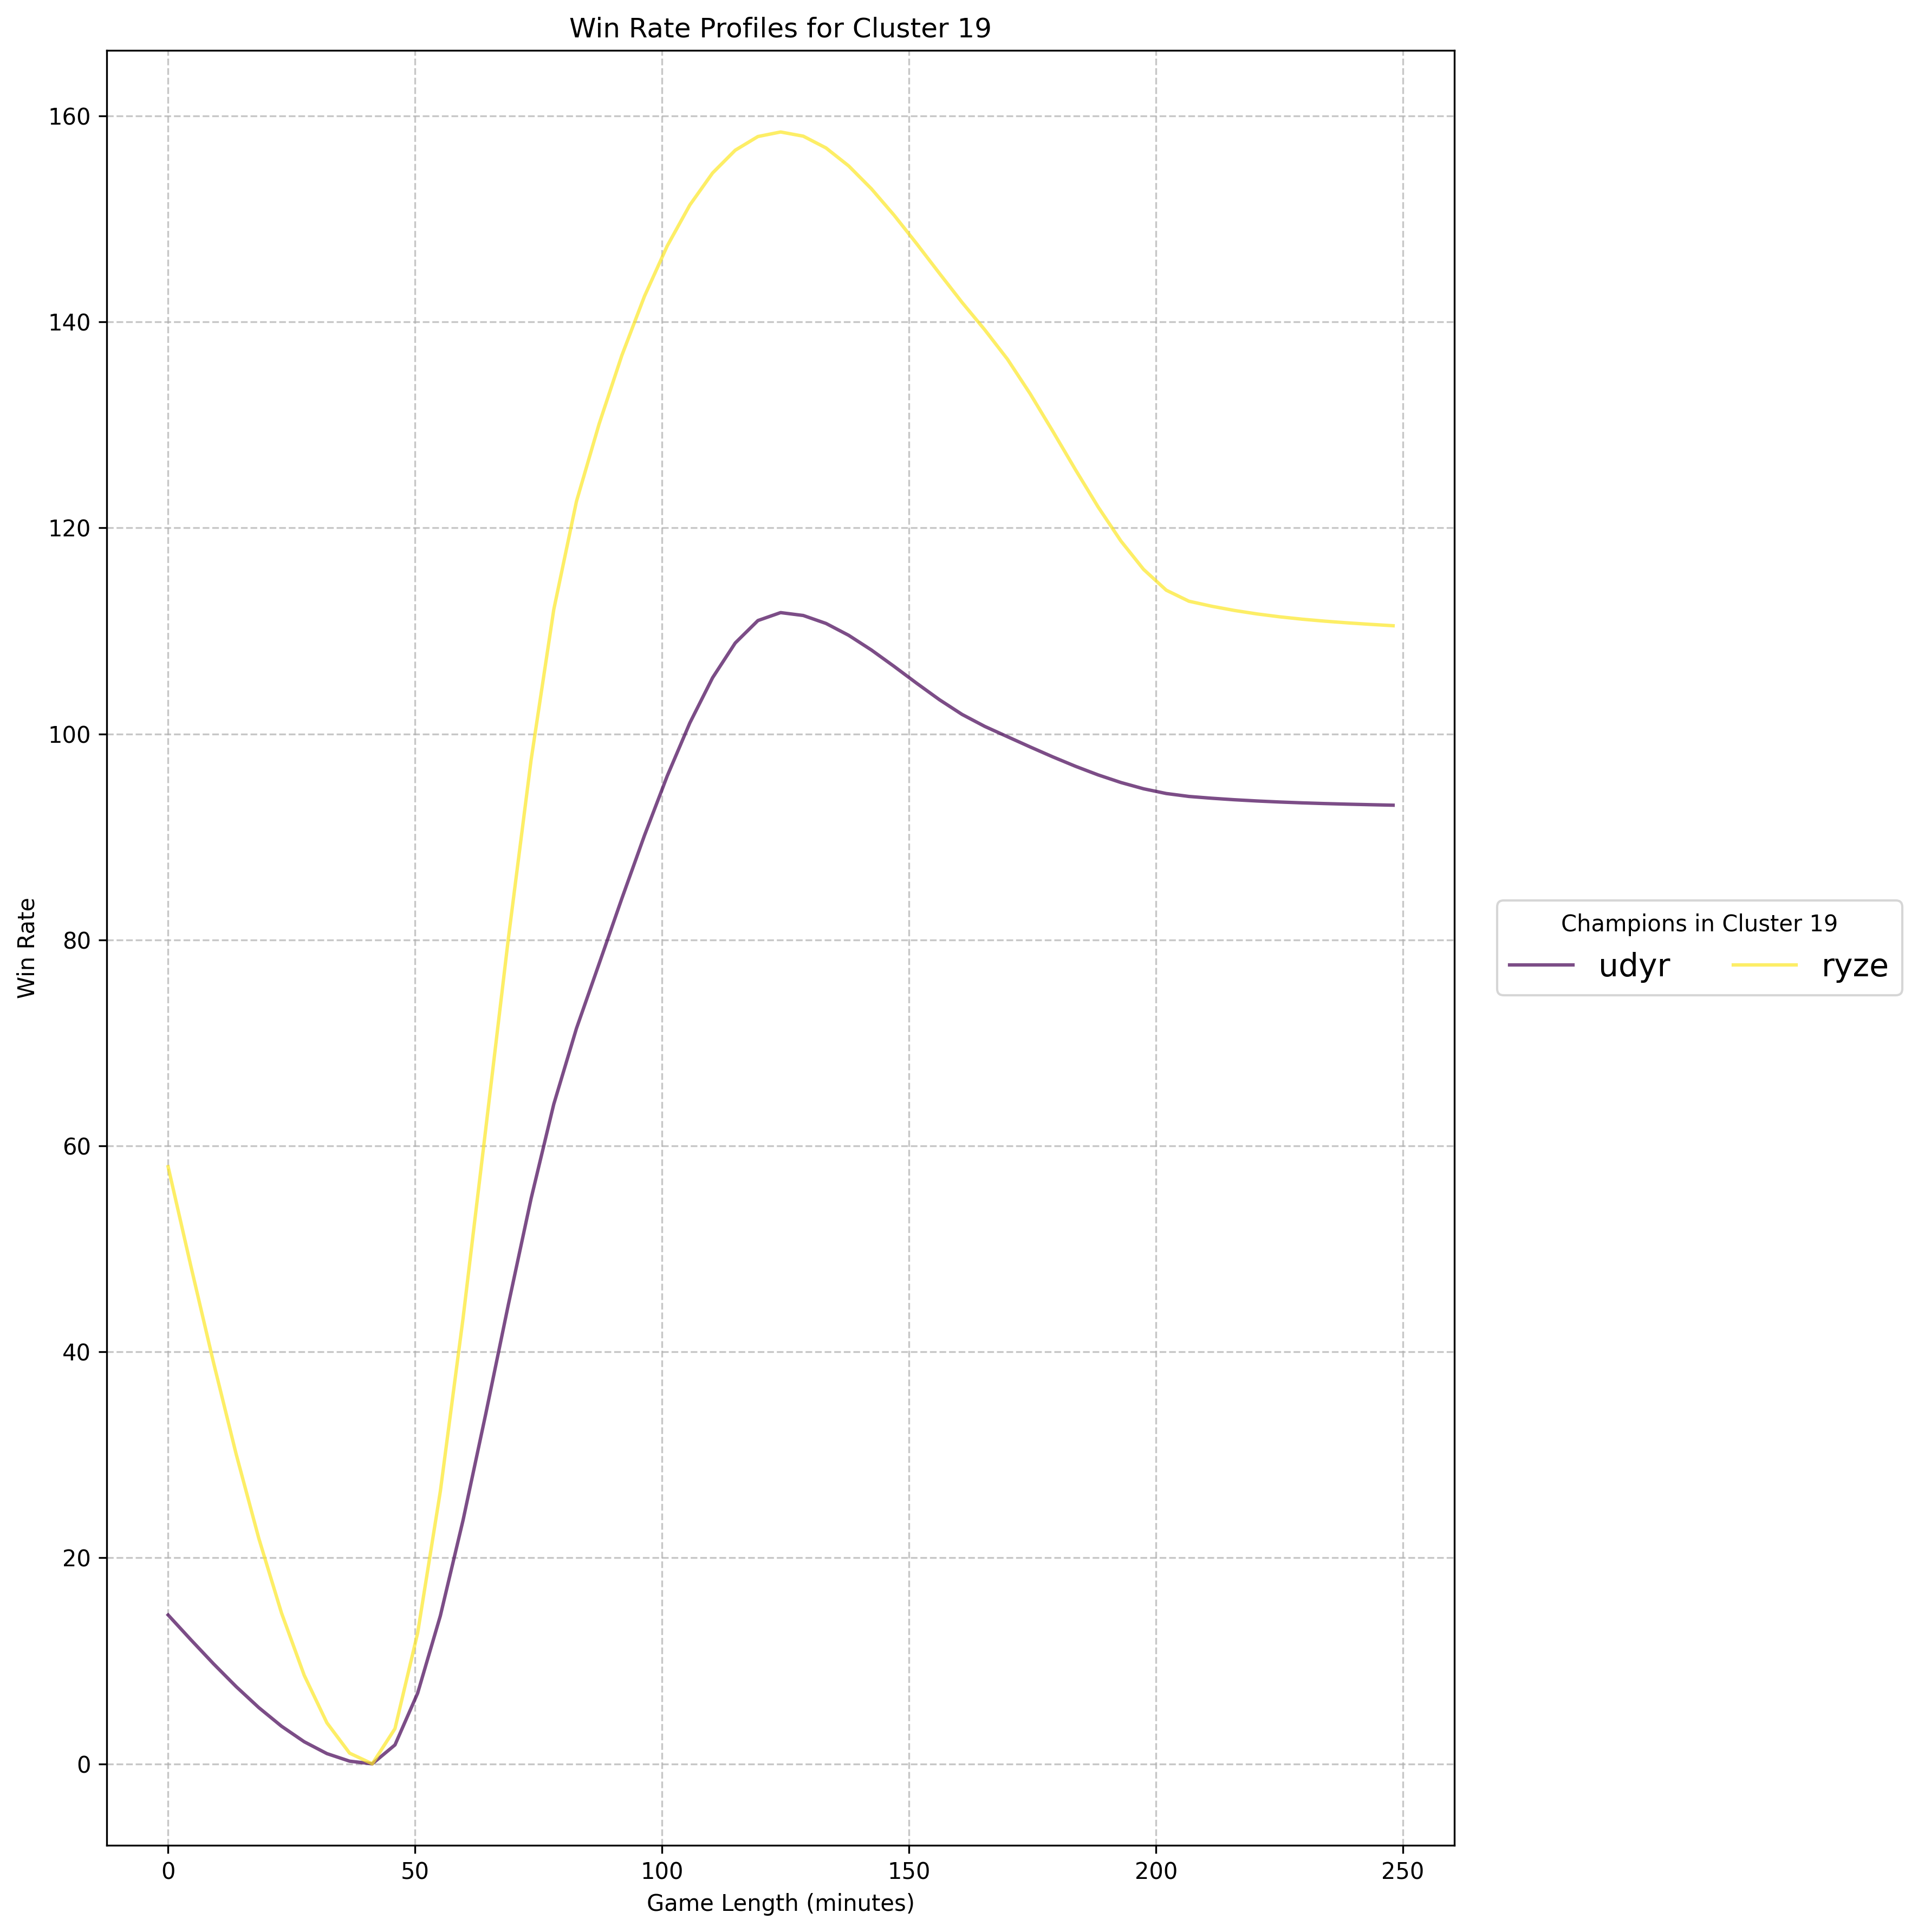 Win Rate Profiles for Cluster 19
160
140
120
100
80
60
40
20
0
Win Rate
0 50 100 150 200 250
Game Length (minutes)
Champions in Cluster 19
udyr ryze